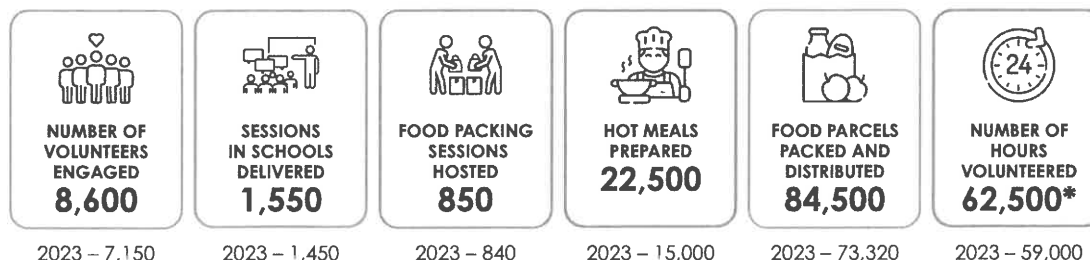 24
NUMBER OF
VOLUNTEERS
ENGAGED
8,600
2023 – 7,150
SESSIONS
IN SCHOOLS
DELIVERED
1,550
2023 – 1,450
FOOD PACKING
SESSIONS
HOSTED
850
2023 – 840
HOT MEALS
PREPARED
22,500
2023 – 15,000
FOOD PARCELS
PACKED AND
DISTRIBUTED
84,500
2023 – 73,320
NUMBER OF
HOURS
VOLUNTEERED
62,500*
2023 – 59,000